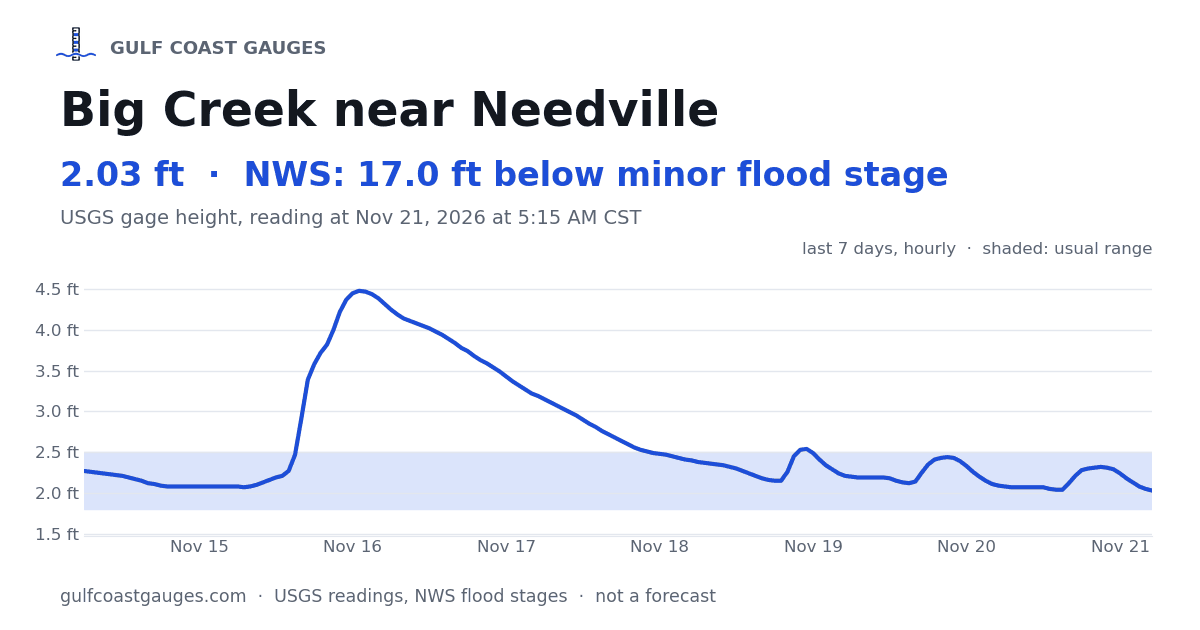 GULF COAST GAUGES
Big Creek near Needville
2.03 ft · NWS: 17.0 ft below minor flood stage
USGS gage height, reading at Nov 21, 2026 at 5:15 AM CST
last 7 days, hourly · shaded: usual range
4.5 ft
4.0 ft
3.5 ft
3.0 ft
2.5 ft
2.0 ft
1.5 ft
Nov 15 Nov 16 Nov 17 Nov 18 Nov 19 Nov 20 Nov 21
gulfcoastgauges.com · USGS readings, NWS flood stages · not a forecast